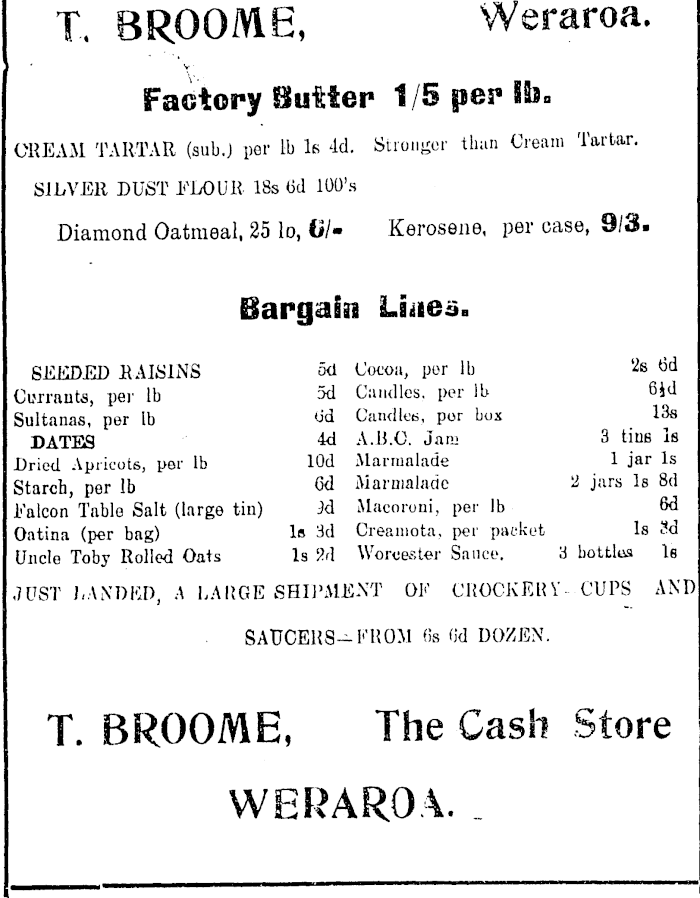 T. BROOME, Weraroa.
Factory Butter 1/5 per lb.
CREAM TARTAR (sub.) per lb 1s 4d. Stronger than Cream Tartar.
SILVER DUST FLOUR 18s 6d 100's
Diamond Oatmeal, 25 lo, 6/- Kerosene, per case, 9/3.
Bargain Lines.
SEEDED RAISINS 5d Cocoa, per lb 2s 6d
Currants, per lb 5d Candles, per lb 6½d
Sultanas, per lb 6d Candles, per box 13s
DATES 4d A.B.C. Jam 3 tins 1s
Dried Apricots, per lb 10d Marmalade 1 jar 1s
Starch, per lb 6d Marmalade 2 jars 1s 8d
Falcon Table Salt (large tin) 9d Macoroni, per lb 6d
Oatina (per bag) 1s 3d Creamota, per packet 1s 3d
Uncle Toby Rolled Oats 1s 2d Worcester Sauce, 3 bottles 1s
JUST LANDED, A LARGE SHIPMENT OF CROCKERY- CUPS AND
SAUCERS—FROM 6s 6d DOZEN.
T. BROOME, The Cash Store
WERAROA.